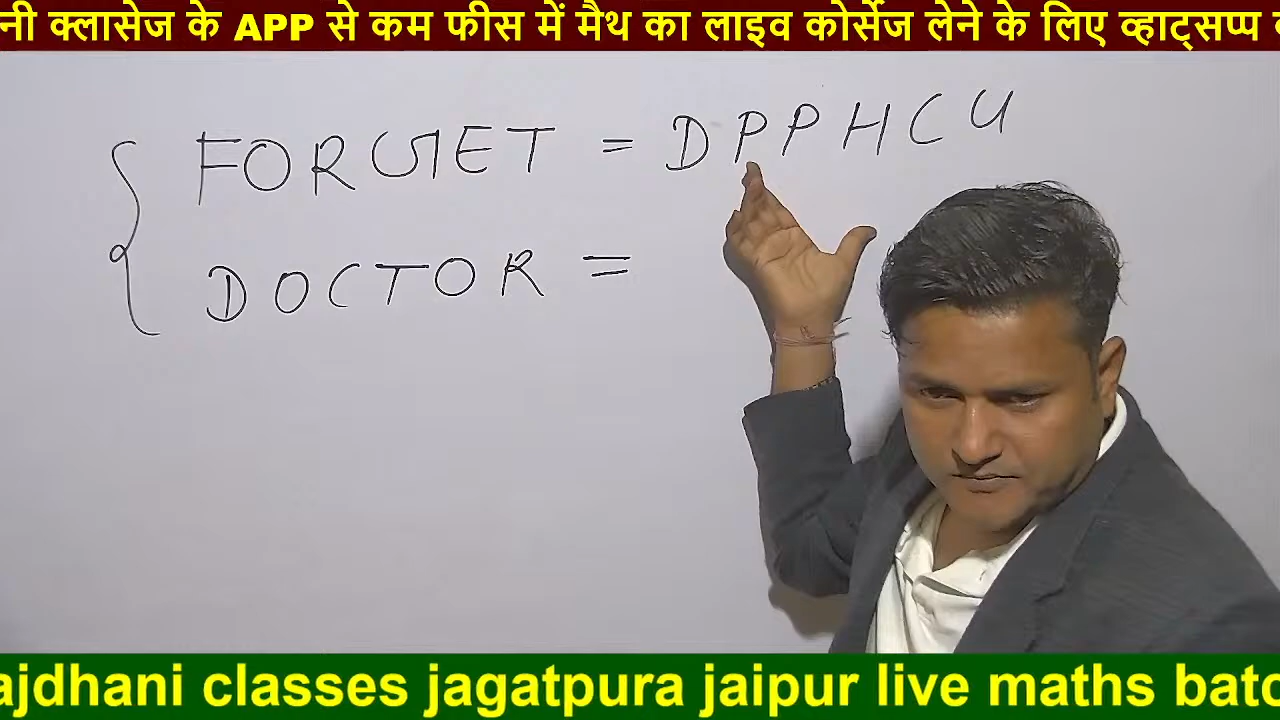 नी क्लासेज के APP से कम फीस में मैथ का लाइव कोर्सेज लेने के लिए व्हाट्सप्प
{ FORGET = DPPHCU
DOCTOR =
ajdhani classes jagatpura jaipur live maths batc